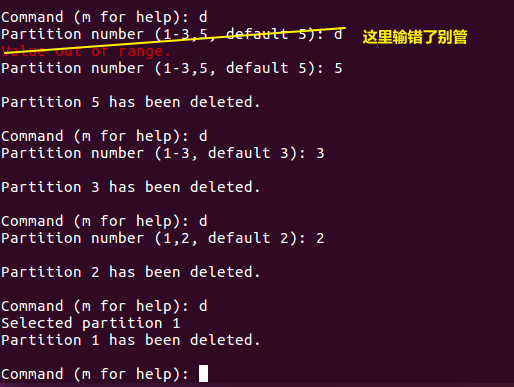 Command (m for help): d
Partition number (1-3,5, default 5): d 这里输错了别管
Value out of range.
Partition number (1-3,5, default 5): 5
Partition 5 has been deleted.
Command (m for help): d
Partition number (1-3, default 3): 3
Partition 3 has been deleted.
Command (m for help): d
Partition number (1,2, default 2): 2
Partition 2 has been deleted.
Command (m for help): d
Selected partition 1
Partition 1 has been deleted.
Command (m for help):